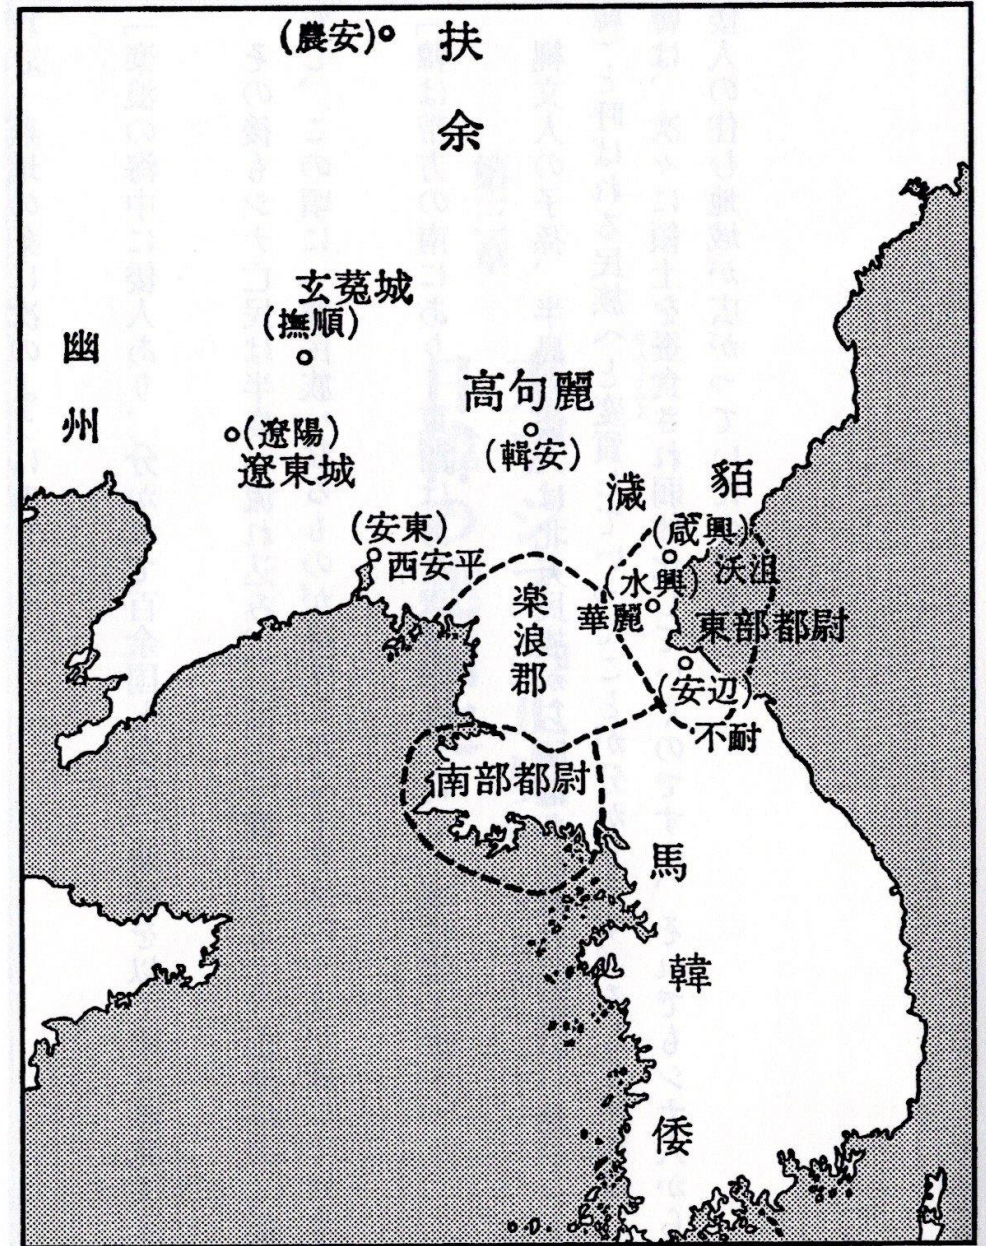 (農安)
扶余
玄菟城
(撫順)
幽州
高句麗
(輯安)
(遼陽)
遼東城
濊
貊
(安東)
西安平
(咸興)
沃沮
(水興)
華麗
楽浪郡
東部都尉
(安辺)
不耐
南部都尉
馬韓
倭